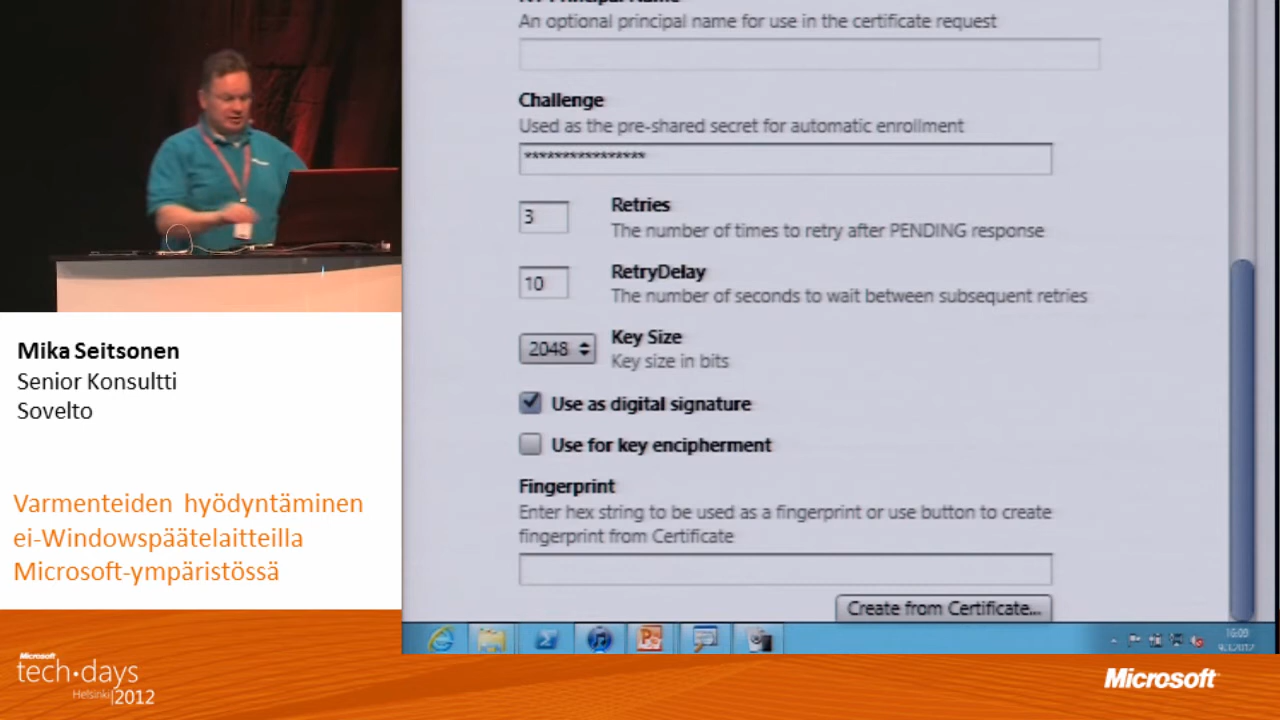 An optional principal name for use in the certificate request
Challenge
Used as the pre-shared secret for automatic enrollment
****************
3
Retries
The number of times to retry after PENDING response
10
RetryDelay
The number of seconds to wait between subsequent retries
2048
Key Size
Key size in bits
Use as digital signature
Use for key encipherment
Fingerprint
Enter hex string to be used as a fingerprint or use button to create
fingerprint from Certificate
Create from Certificate...
16:09
Mika Seitsonen
Senior Konsultti
Sovelto
Varmenteiden hyödyntäminen
ei-Windowspäätelaitteilla
Microsoft-ympäristössä
Microsoft
tech·days
Helsinki|2012
Microsoft